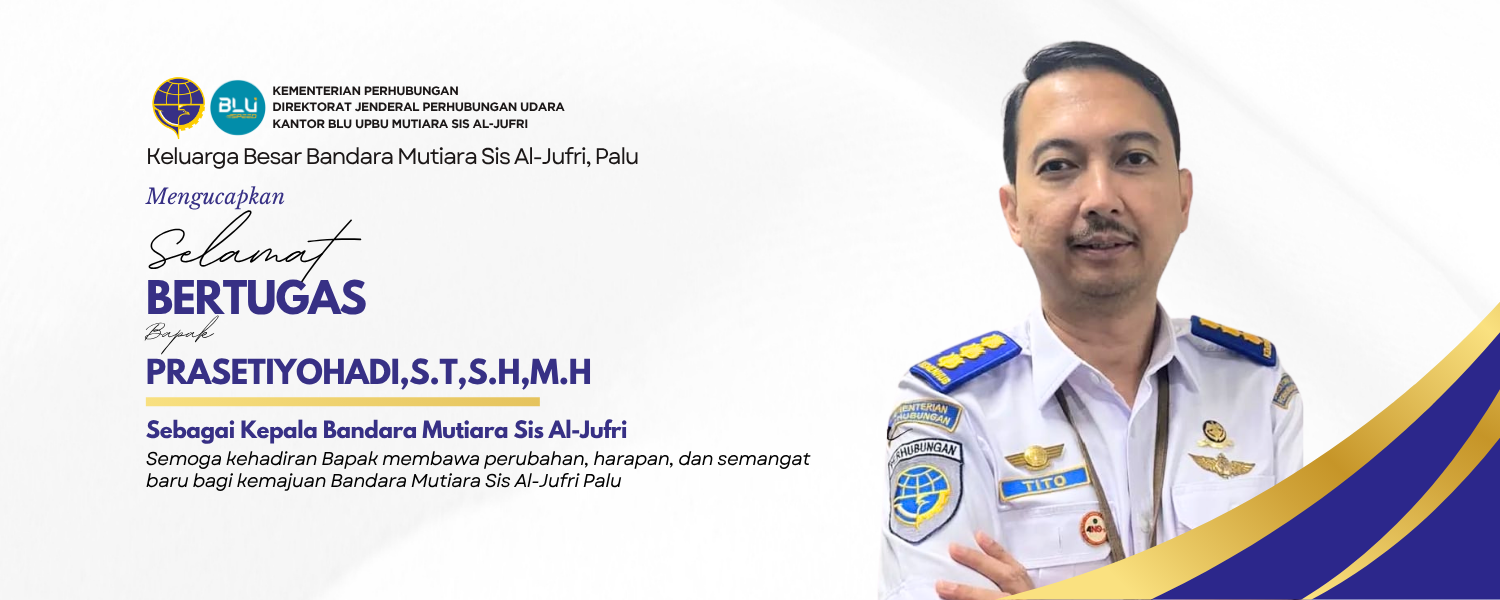 BLU
KEMENTERIAN PERHUBUNGAN
DIREKTORAT JENDERAL PERHUBUNGAN UDARA
KANTOR BLU UPBU MUTIARA SIS AL-JUFRI
Keluarga Besar Bandara Mutiara Sis Al-Jufri, Palu
Mengucapkan
Selamat
BERTUGAS
Bapak
PRASETIYOHADI,S.T,S.H,M.H
Sebagai Kepala Bandara Mutiara Sis Al-Jufri
Semoga kehadiran Bapak membawa perubahan, harapan, dan semangat
baru bagi kemajuan Bandara Mutiara Sis Al-Jufri Palu
TITO